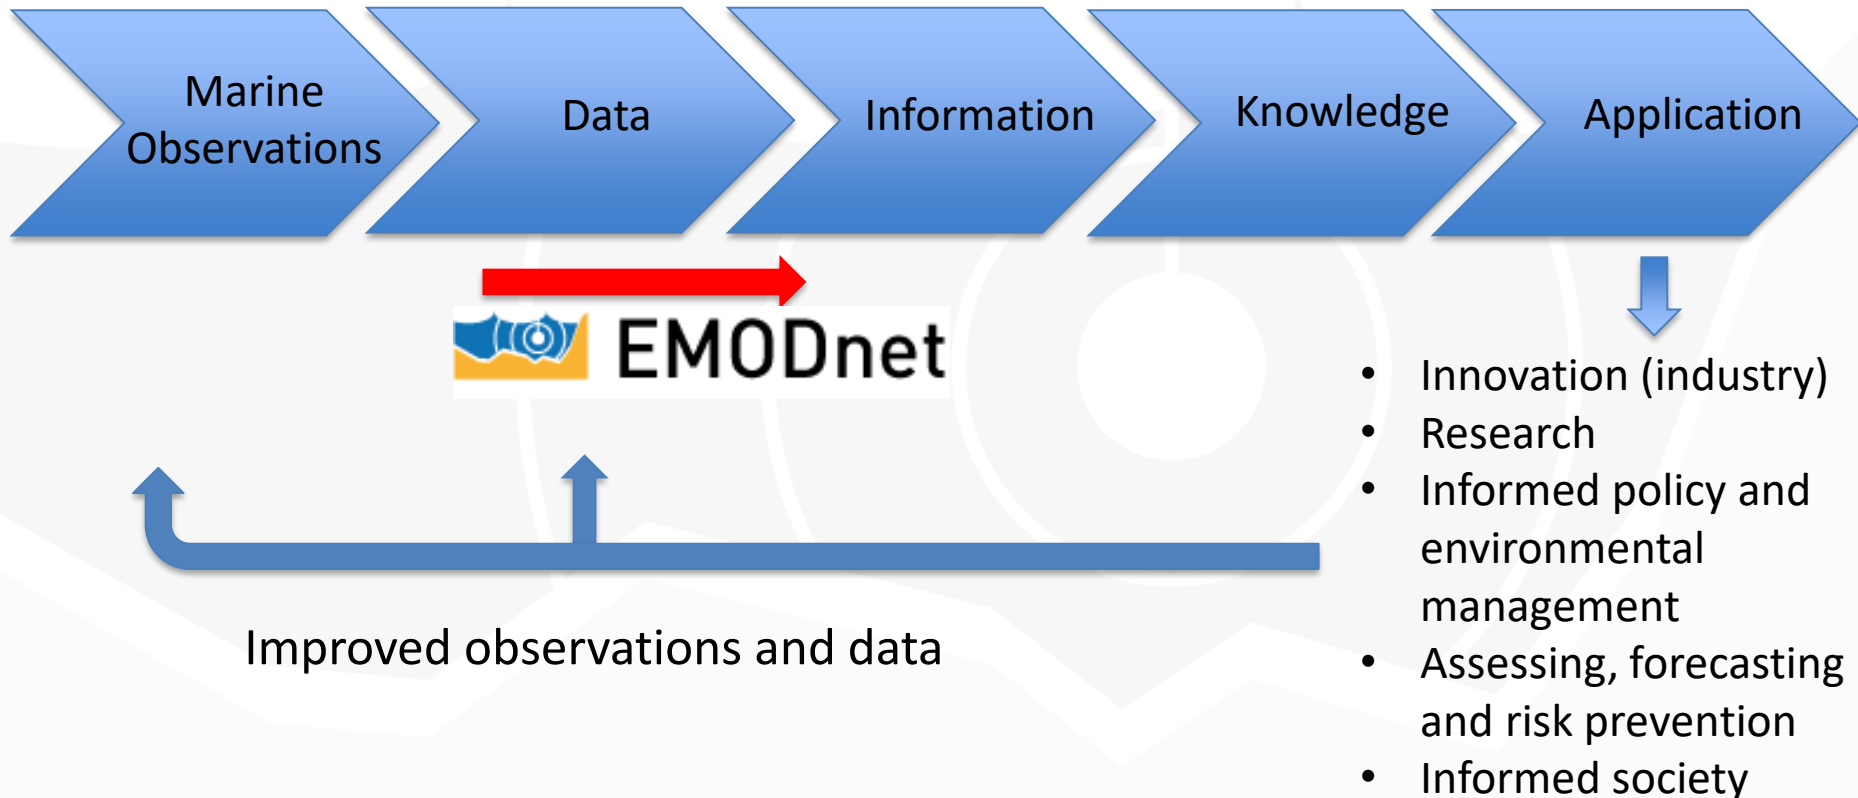 Marine
Observations
Data
Information
Knowledge
Application
EMODnet
• Innovation (industry)
• Research
• Informed policy and
environmental
management
• Assessing, forecasting
and risk prevention
• Informed society
Improved observations and data